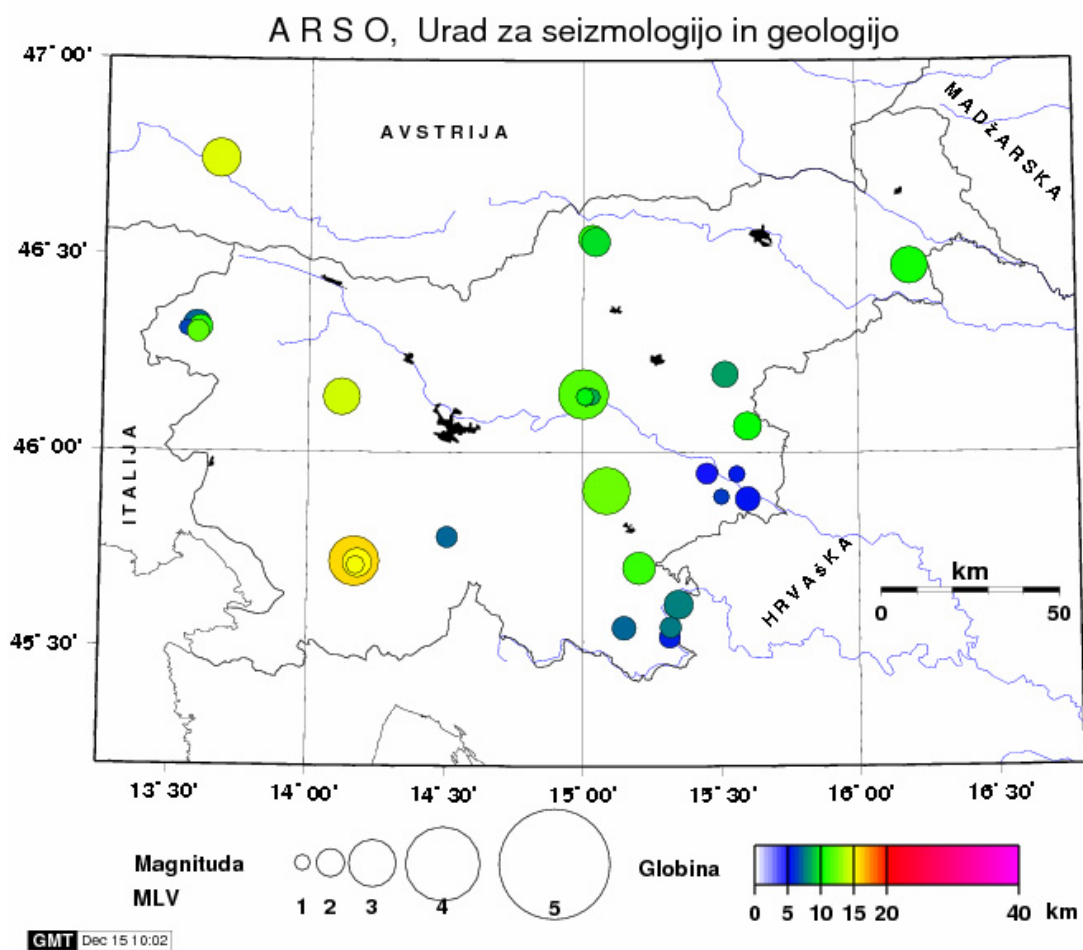 A R S O,  Urad za seizmologijo in geologijo
47° 00'
46° 30'
46° 00'
45° 30'
AVSTRIJA
MADŽARSKA
ITALIJA
HRVAšKA
km
0 50
13° 30' 14° 00' 14° 30' 15° 00' 15° 30' 16° 00' 16° 30'
Magnituda
MLV
1 2 3 4 5
Globina
0 5 10 15 20 40 km
GMT Dec 15 10:02